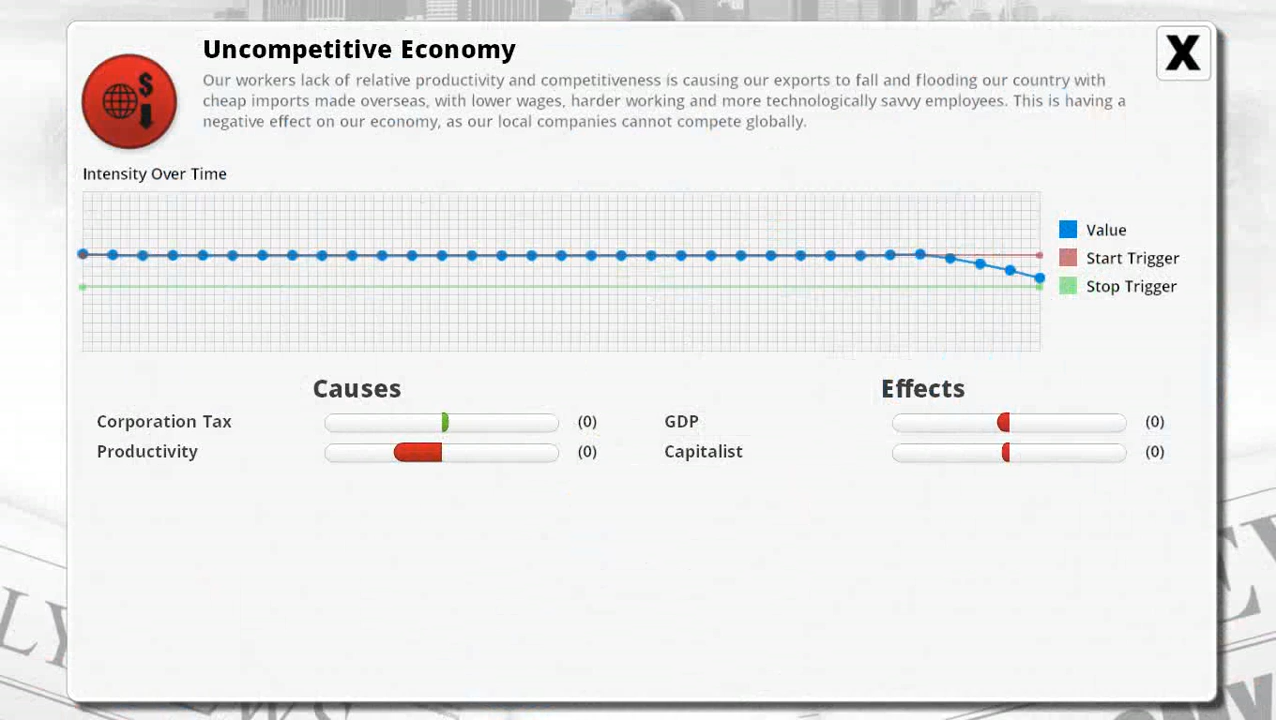 Uncompetitive Economy
X
Our workers lack of relative productivity and competitiveness is causing our exports to fall and flooding our country with
cheap imports made overseas, with lower wages, harder working and more technologically savvy employees. This is having a
negative effect on our economy, as our local companies cannot compete globally.
$
Intensity Over Time
Value
Start Trigger
Stop Trigger
Causes
Effects
Corporation Tax (0) GDP (0)
Productivity (0) Capitalist (0)